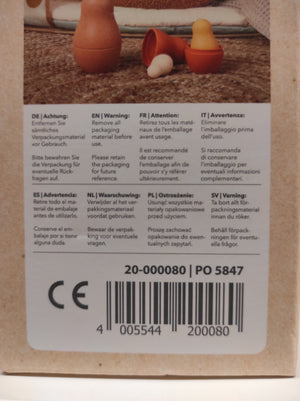 DE | Achtung:
Entfernen Sie
sämtliches
Verpackungsmaterial
vor Gebrauch.
Bitte bewahren Sie
die Verpackung für
eventuelle Rück-
fragen auf.
EN | Warning:
Remove all
packaging material
before use.
Please retain
the packaging
for future
reference.
FR | Attention:
Retirez tous les maté-
riaux de l'emballage
avant usage.
Il est recommandé
de conserver
l'emballage afin de
pouvoir s'y référer
ultérieurement.
IT | Avvertenza:
Eliminare
l'imballaggio prima
dell'uso.
Si raccomanda
di conservare
l'imballaggio per
eventuali informazioni
complementari.
ES | Advertencia:
Retire todo el ma-
terial de embalaje
antes de utilizarlo.
Conserve el em-
balaje si tiene
alguna duda.
NL | Waarschuwing:
Verwijder al het ver-
pakkingsmateriaal
voordat gebruiken.
Bewaar de verpak-
king voor eventuele
vragen.
PL | Ostrzeżenie:
Usunąć wszystkie ma-
teriały opakowaniowe
przed użyciem.
Proszę zachować
opakowanie do ewen-
tualnych zapytań.
SV | Varning:
Ta bort allt för-
packningsmaterial
innan du röker.
Behåll förpack-
ningen för eventu-
ella frågor.
20-000080 | PO 5847
CE
4 005544 200080